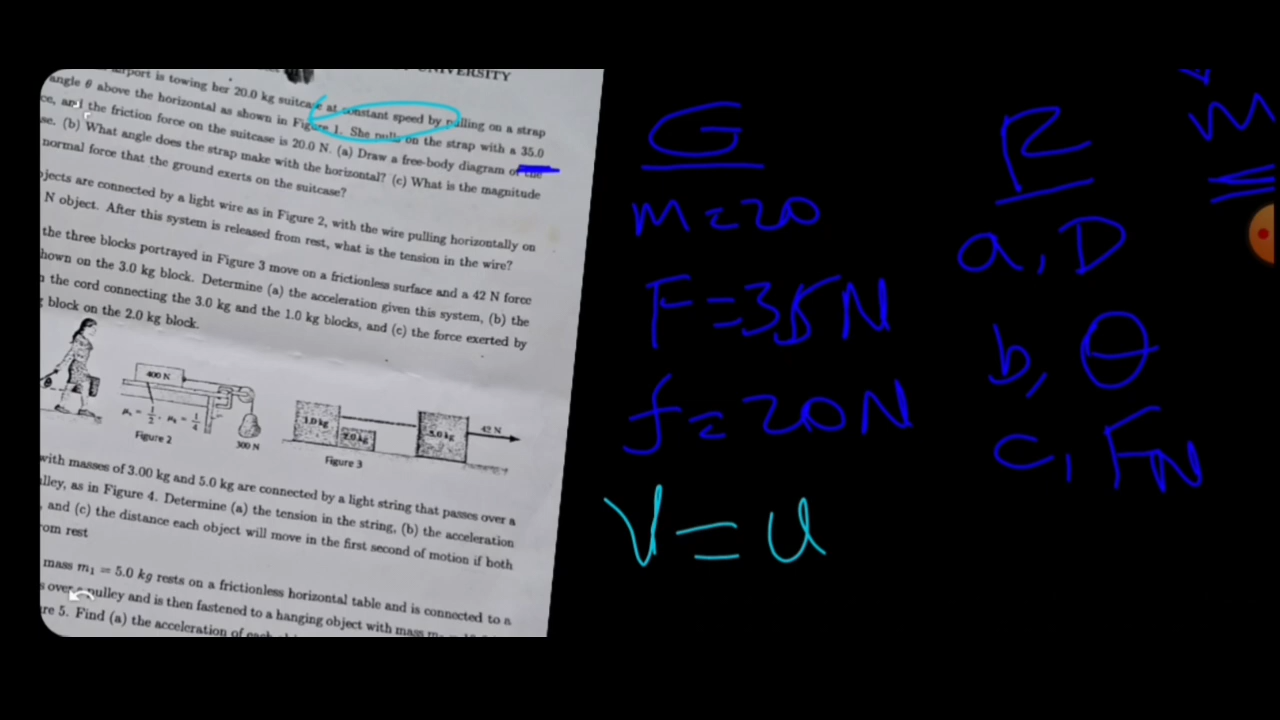 UNIVERSITY
airport is towing her 20.0 kg suitcase at constant speed by pulling on a strap
angle θ above the horizontal as shown in Figure 1. She pulls on the strap with a 35.0
ce, and the friction force on the suitcase is 20.0 N. (a) Draw a free-body diagram of the
se. (b) What angle does the strap make with the horizontal? (c) What is the magnitude
normal force that the ground exerts on the suitcase?
bjects are connected by a light wire as in Figure 2, with the wire pulling horizontally on
N object. After this system is released from rest, what is the tension in the wire?
the three blocks portrayed in Figure 3 move on a frictionless surface and a 42 N force
hown on the 3.0 kg block. Determine (a) the acceleration given this system, (b) the
the cord connecting the 3.0 kg and the 1.0 kg blocks, and (c) the force exerted by
block on the 2.0 kg block.
θ
400 N
μs = 1/2, μk = 1/4
300 N
Figure 2
1.0 kg
2.0 kg
3.0 kg
42 N
Figure 3
with masses of 3.00 kg and 5.0 kg are connected by a light string that passes over a
lley, as in Figure 4. Determine (a) the tension in the string, (b) the acceleration
, and (c) the distance each object will move in the first second of motion if both
rom rest
mass m1 = 5.0 kg rests on a frictionless horizontal table and is connected to a
s over a pulley and is then fastened to a hanging object with mass
re 5. Find (a) the acceleration of each
G
m=20
F=35N
f=20N
V=u
R
a, D
b, θ
c, FN
m